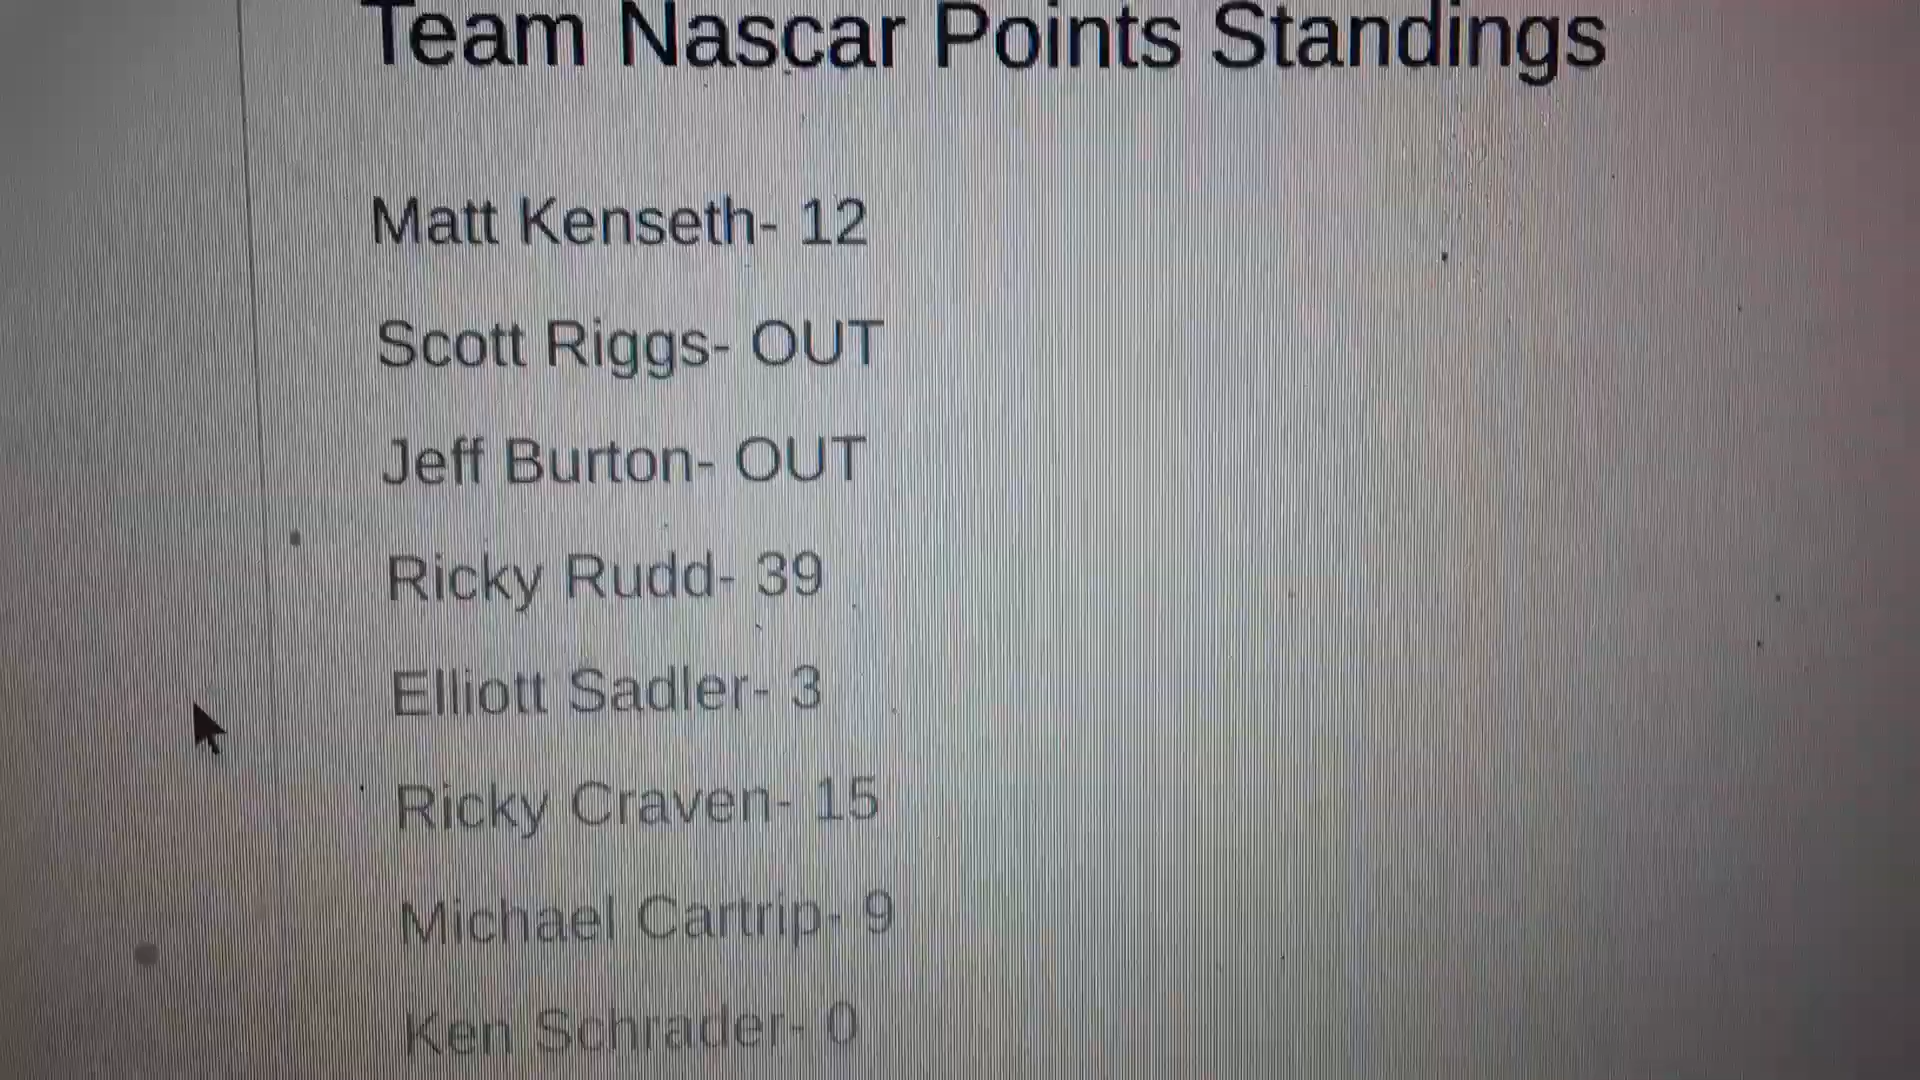 Team Nascar Points Standings
Matt Kenseth- 12
Scott Riggs- OUT
Jeff Burton- OUT
Ricky Rudd- 39
Elliott Sadler- 3
Ricky Craven- 15
Michael Cartrip- 9
Ken Schrader- 0